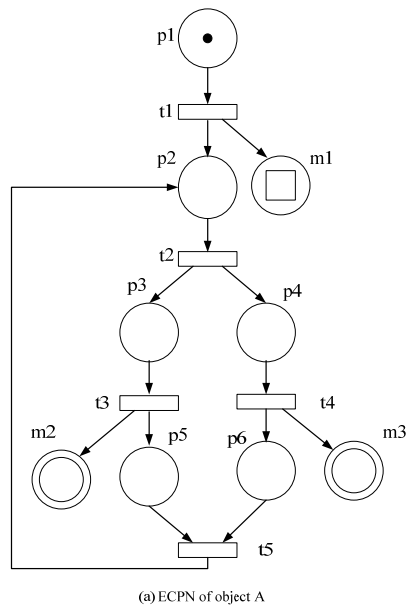 p1
t1
p2
m1
t2
p3
p4
t3
t4
m2
p5
p6
m3
t5
(a) ECPN of object A